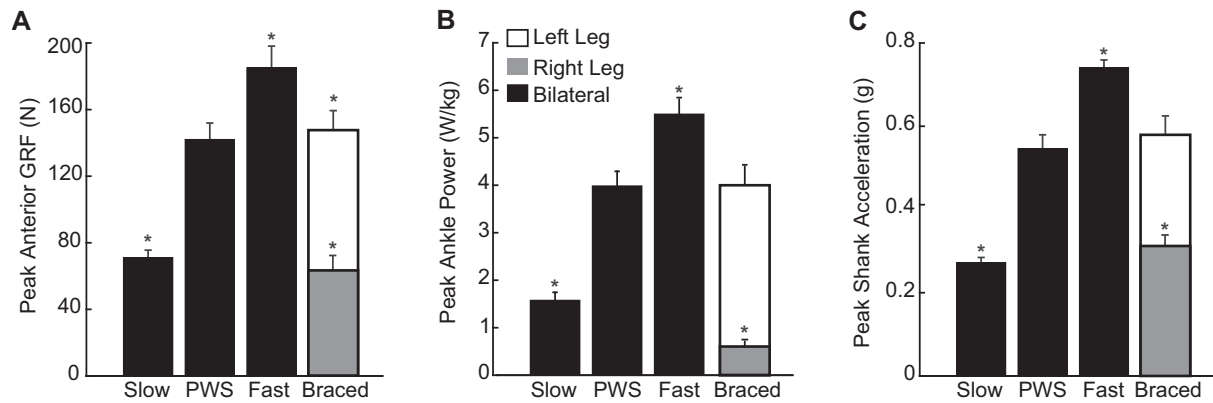 A
Peak Anterior GRF (N)
200
160
120
80
40
0
*
*
*
*
Slow PWS Fast Braced
B
Left Leg
Right Leg
Bilateral
Peak Ankle Power (W/kg)
7
6
5
4
3
2
1
0
*
*
*
Slow PWS Fast Braced
C
Peak Shank Acceleration (g)
0.8
0.6
0.4
0.2
0
*
*
*
Slow PWS Fast Braced